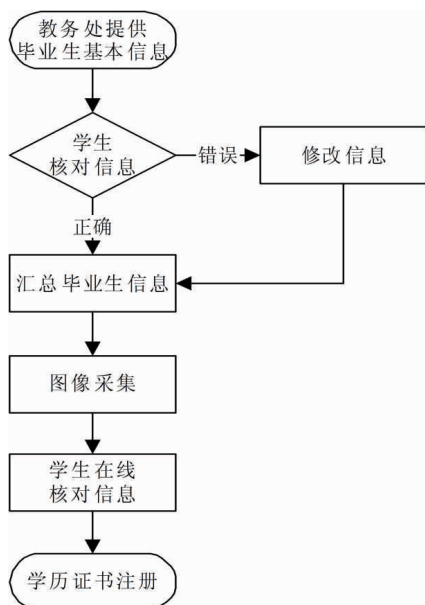 教务处提供
毕业生基本信息
学生
核对信息
错误
修改信息
正确
汇总毕业生信息
图像采集
学生在线
核对信息
学历证书注册